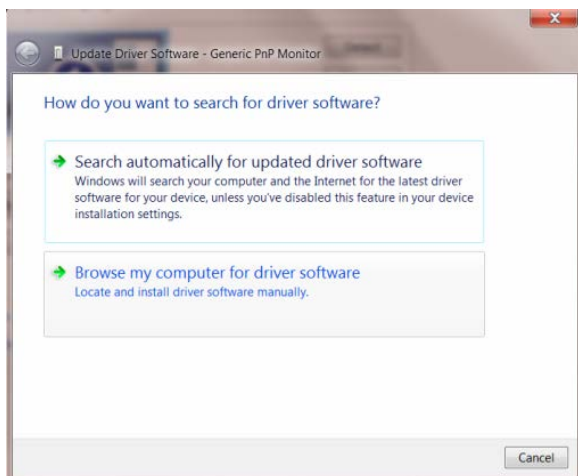 Update Driver Software - Generic PnP Monitor
How do you want to search for driver software?
Search automatically for updated driver software
Windows will search your computer and the Internet for the latest driver
software for your device, unless you've disabled this feature in your device
installation settings.
Browse my computer for driver software
Locate and install driver software manually.
Cancel